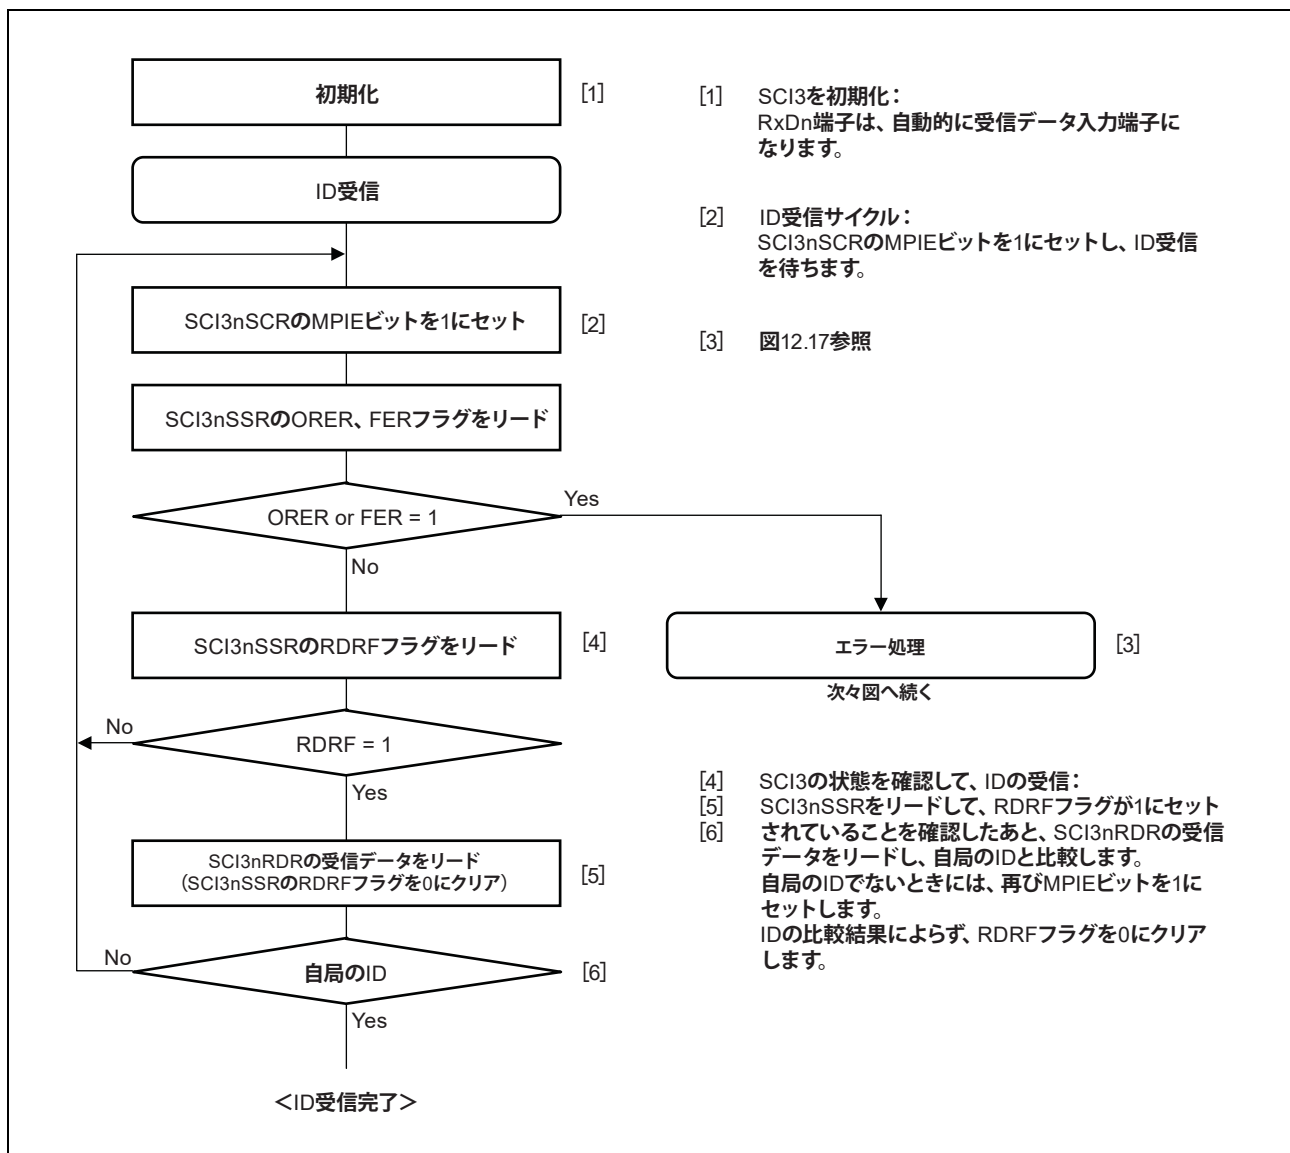 初期化
[1]
[1] SCI3を初期化：
RxDn端子は、自動的に受信データ入力端子に
なります。
ID受信
[2] ID受信サイクル：
SCI3nSCRのMPIEビットを1にセットし、ID受信
を待ちます。
SCI3nSCRのMPIEビットを1にセット
[2]
[3] 図12.17参照
SCI3nSSRのORER、FERフラグをリード
ORER or FER = 1
Yes
No
SCI3nSSRのRDRFフラグをリード
[4]
エラー処理
[3]
次々図へ続く
No
RDRF = 1
Yes
[4] SCI3の状態を確認して、IDの受信：
[5] SCI3nSSRをリードして、RDRFフラグが1にセット
[6] されていることを確認したあと、SCI3nRDRの受信
データをリードし、自局のIDと比較します。
自局のIDでないときには、再びMPIEビットを1に
セットします。
IDの比較結果によらず、RDRFフラグを0にクリア
します。
SCI3nRDRの受信データをリード
（SCI3nSSRのRDRFフラグを0にクリア）
[5]
No
自局のID
[6]
Yes
＜ID受信完了＞